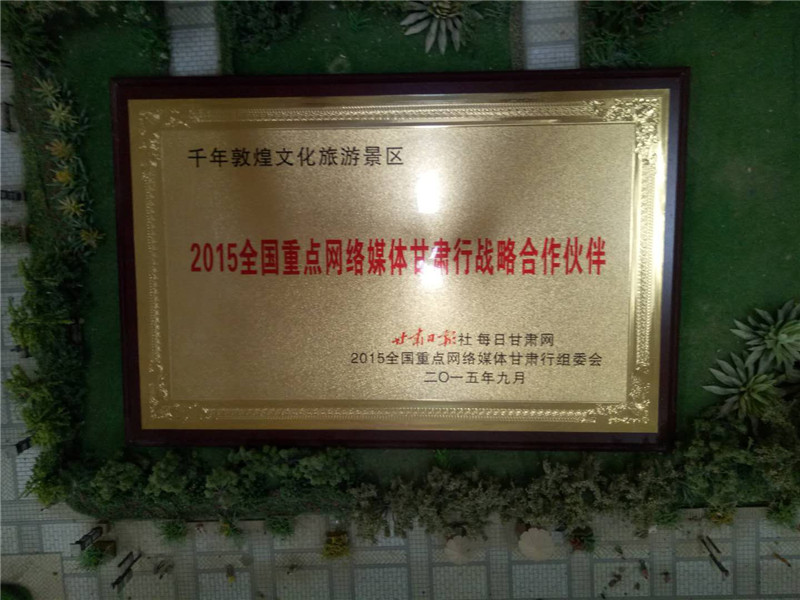 千年敦煌文化旅游景区
2015全国重点网络媒体甘肃行战略合作伙伴
甘肃日报社 每日甘肃网
2015全国重点网络媒体甘肃行组委会
二〇一五年九月